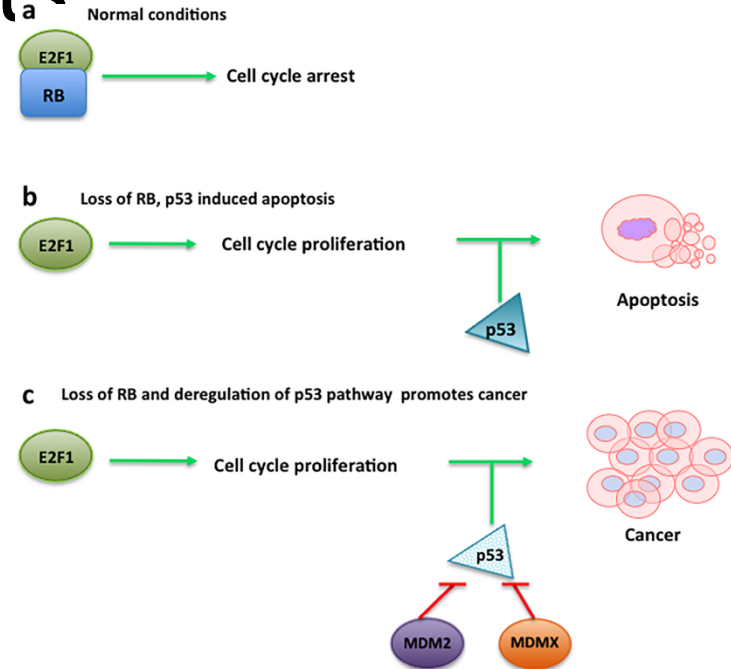 a
Normal conditions
E2F1
RB
Cell cycle arrest
b
Loss of RB, p53 induced apoptosis
E2F1
Cell cycle proliferation
p53
Apoptosis
c
Loss of RB and deregulation of p53 pathway promotes cancer
E2F1
Cell cycle proliferation
p53
Cancer
MDM2
MDMX